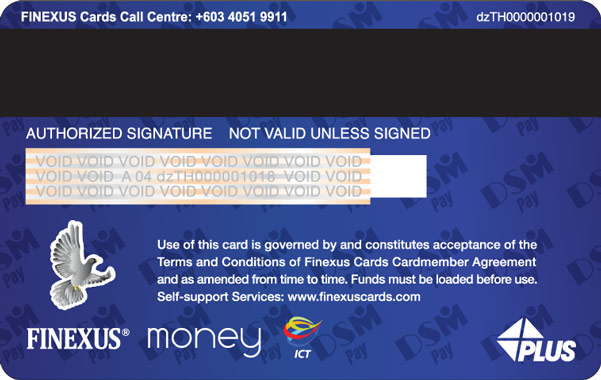 FINEXUS Cards Call Centre: +603 4051 9911
dzTH0000001019
AUTHORIZED SIGNATURE NOT VALID UNLESS SIGNED
VOID VOID VOID VOID VOID VOID VOID VOID
VOID VOID A 04 dzTH000001018 VOID VOID
VOID VOID VOID VOID VOID VOID VOID VOID
Use of this card is governed by and constitutes acceptance of the
Terms and Conditions of Finexus Cards Cardmember Agreement
and as amended from time to time. Funds must be loaded before use.
Self-support Services: www.finexuscards.com
FINEXUS® money ICT PLUS
DSM Pay